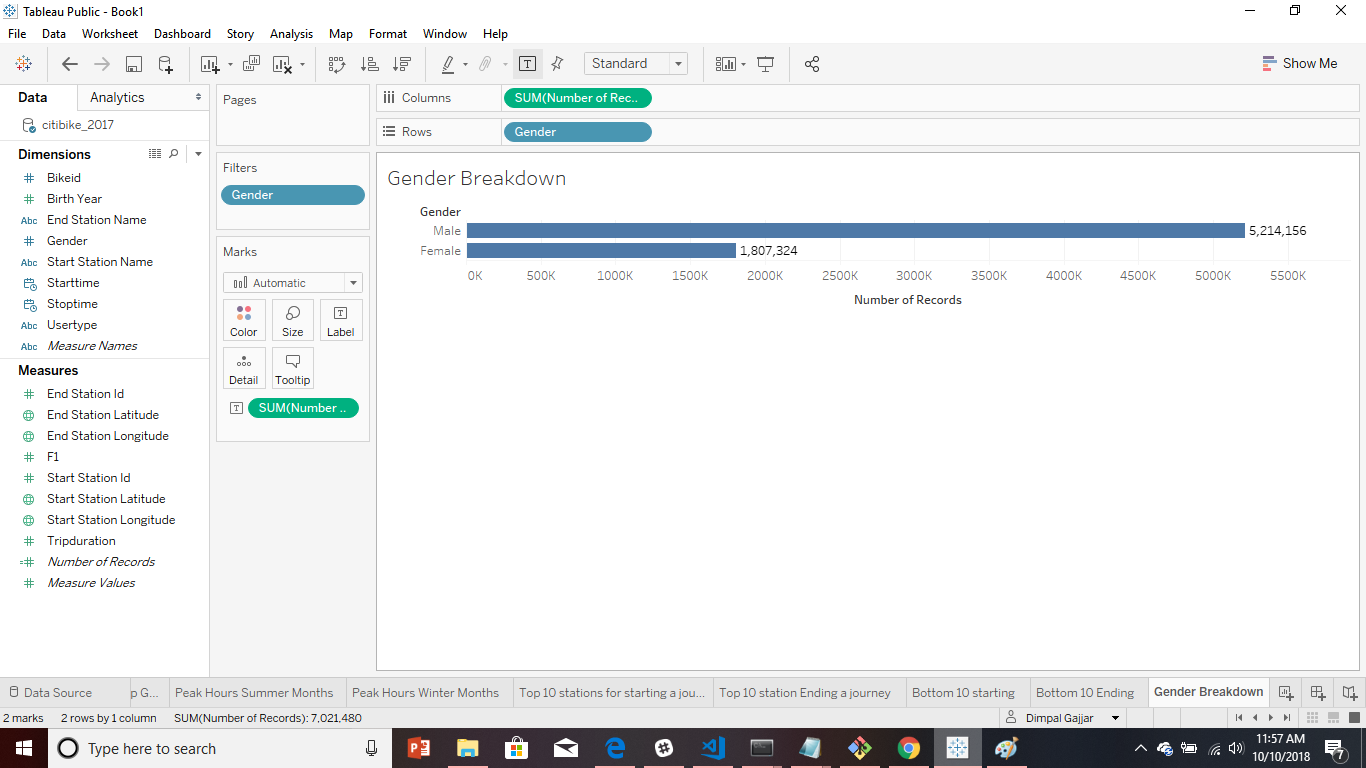 Tableau Public - Book1
File Data Worksheet Dashboard Story Analysis Map Format Window Help
Standard
Show Me
Data Analytics
citibike_2017
Dimensions
# Bikeid
# Birth Year
Abc End Station Name
# Gender
Abc Start Station Name
Starttime
Stoptime
Abc Usertype
Abc Measure Names
Measures
# End Station Id
End Station Latitude
End Station Longitude
# F1
# Start Station Id
Start Station Latitude
Start Station Longitude
# Tripduration
=# Number of Records
# Measure Values
Pages
Filters
Gender
Marks
Automatic
Color Size T Label
Detail Tooltip
T SUM(Number ..
Columns SUM(Number of Rec..
Rows Gender
Gender Breakdown
Gender
Male 5,214,156
Female 1,807,324
0K 500K 1000K 1500K 2000K 2500K 3000K 3500K 4000K 4500K 5000K 5500K
Number of Records
Data Source p G... Peak Hours Summer Months Peak Hours Winter Months Top 10 stations for starting a jou... Top 10 station Ending a journey Bottom 10 starting Bottom 10 Ending Gender Breakdown
2 marks 2 rows by 1 column SUM(Number of Records): 7,021,480 Dimpal Gajjar
Type here to search
11:57 AM
10/10/2018
7